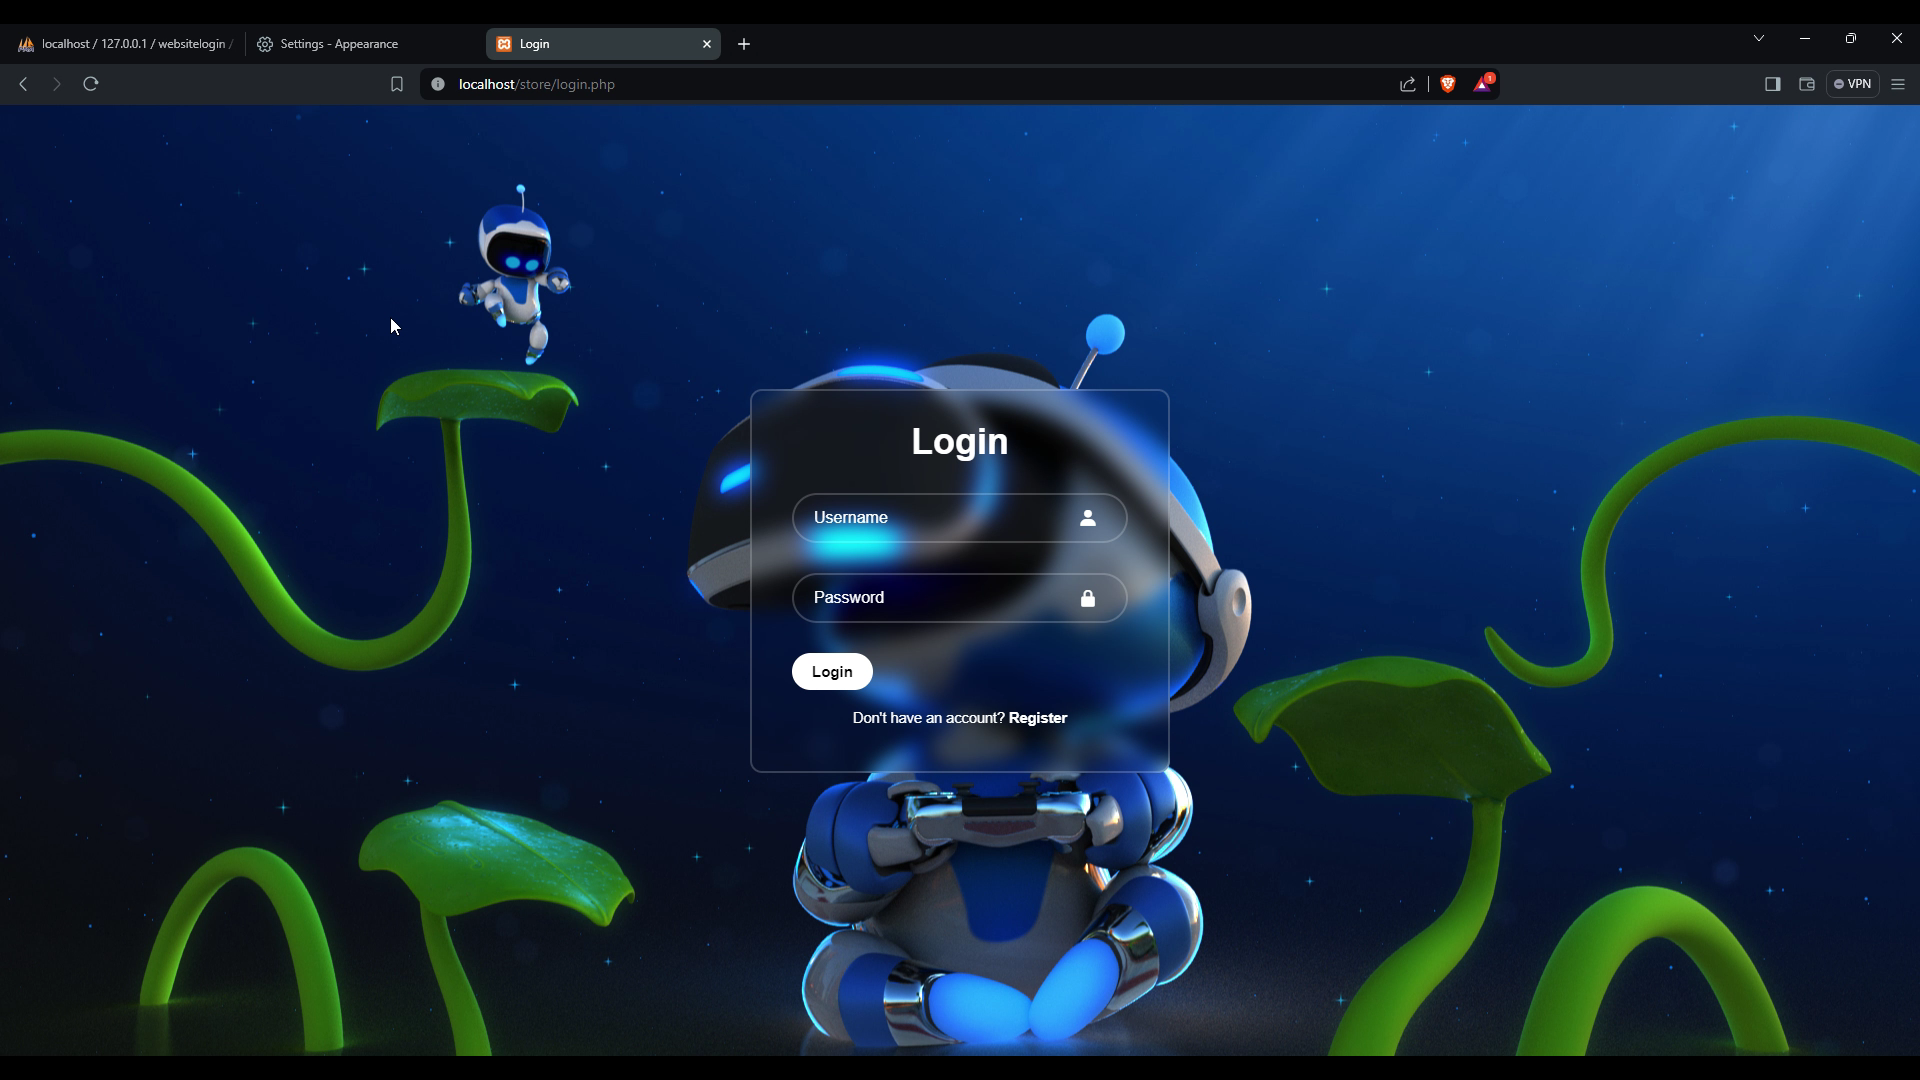 localhost / 127.0.0.1 / websitelogin /
Settings - Appearance
Login
localhost/store/login.php
1
VPN
Login
Username
Password
Login
Don't have an account? Register